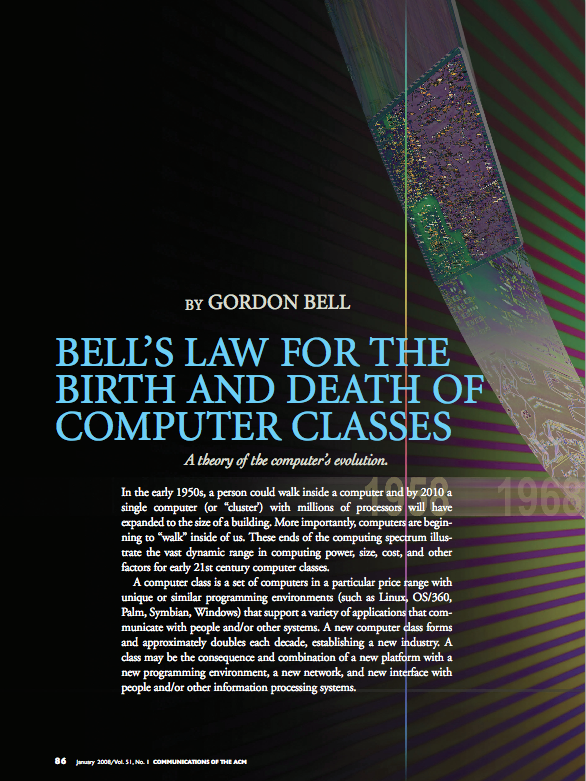 BY GORDON BELL
BELL'S LAW FOR THE
BIRTH AND DEATH OF
COMPUTER CLASSES
A theory of the computer's evolution.
1958 1968
In the early 1950s, a person could walk inside a computer and by 2010 a
single computer (or "cluster') with millions of processors will have
expanded to the size of a building. More importantly, computers are begin-
ning to "walk" inside of us. These ends of the computing spectrum illus-
trate the vast dynamic range in computing power, size, cost, and other
factors for early 21st century computer classes.
A computer class is a set of computers in a particular price range with
unique or similar programming environments (such as Linux, OS/360,
Palm, Symbian, Windows) that support a variety of applications that com-
municate with people and/or other systems. A new computer class forms
and approximately doubles each decade, establishing a new industry. A
class may be the consequence and combination of a new platform with a
new programming environment, a new network, and new interface with
people and/or other information processing systems.
86 January 2008/Vol. 51, No. 1 COMMUNICATIONS OF THE ACM